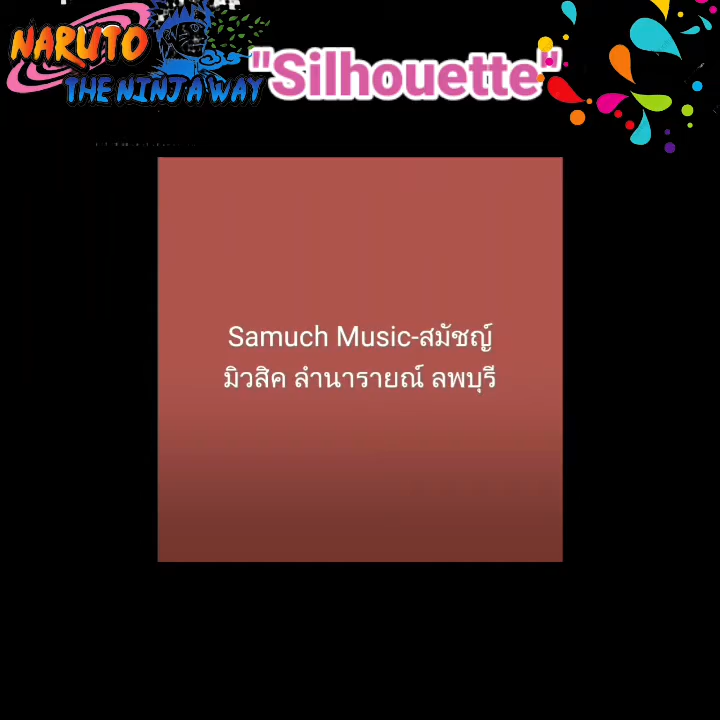 NARUTO
THE NINJA WAY
"Silhouette"
Samuch Music-สมัชญ์
มิวสิค ลำนารายณ์ ลพบุรี